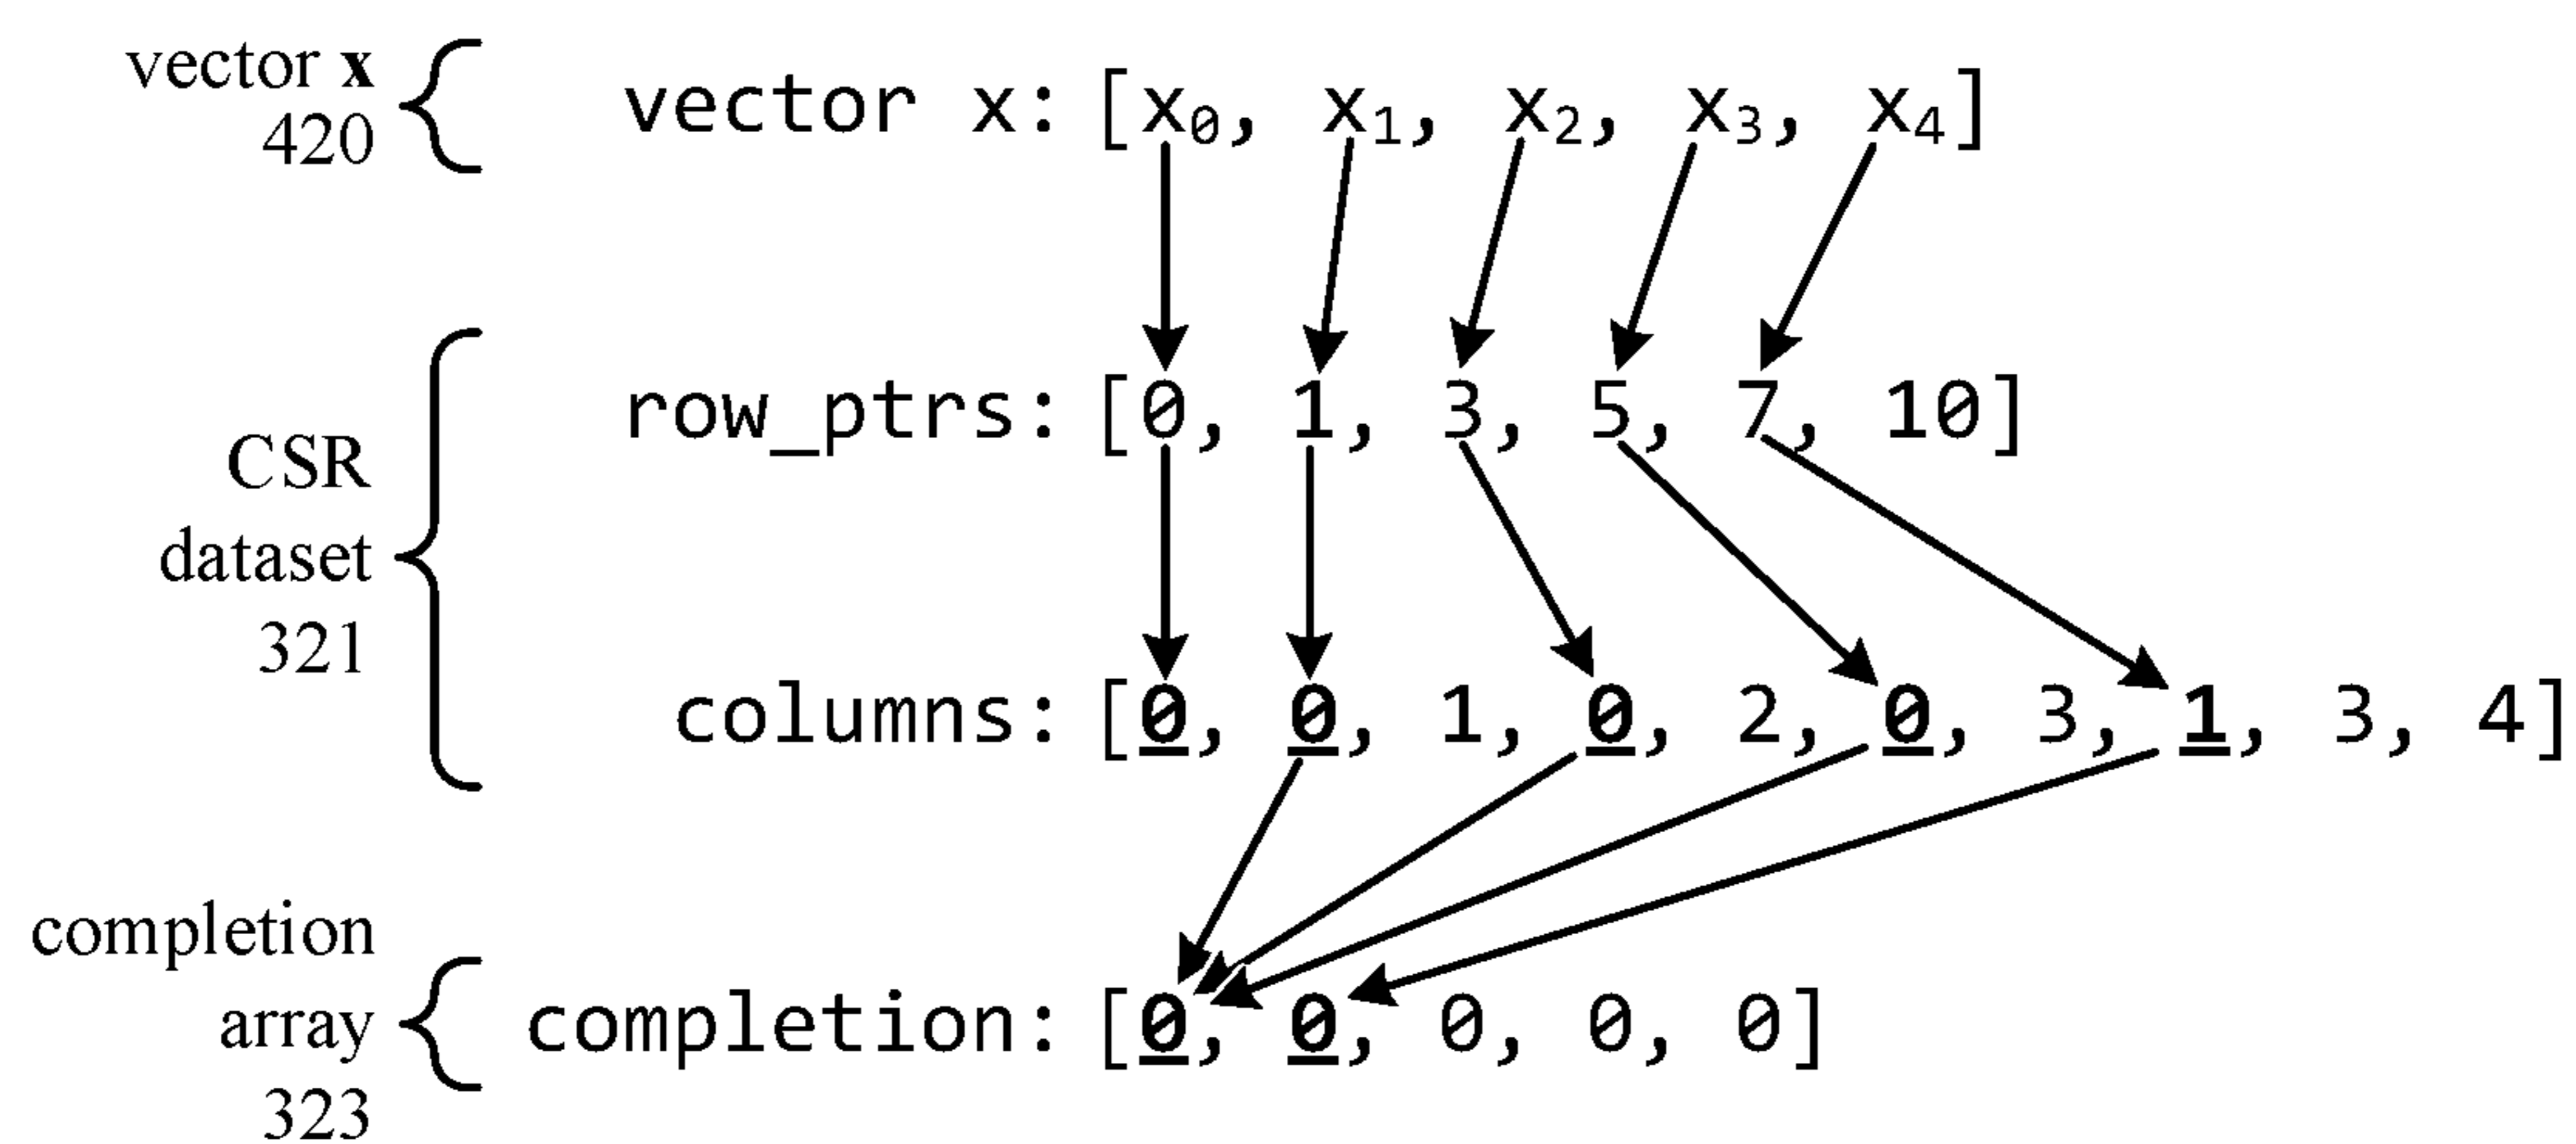 vector x
420
vector x: [x₀, x₁, x₂, x₃, x₄]
CSR
dataset
321
row_ptrs: [0, 1, 3, 5, 7, 10]
columns: [0, 0, 1, 0, 2, 0, 3, 1, 3, 4]
completion
array
323
completion: [0, 0, 0, 0, 0]